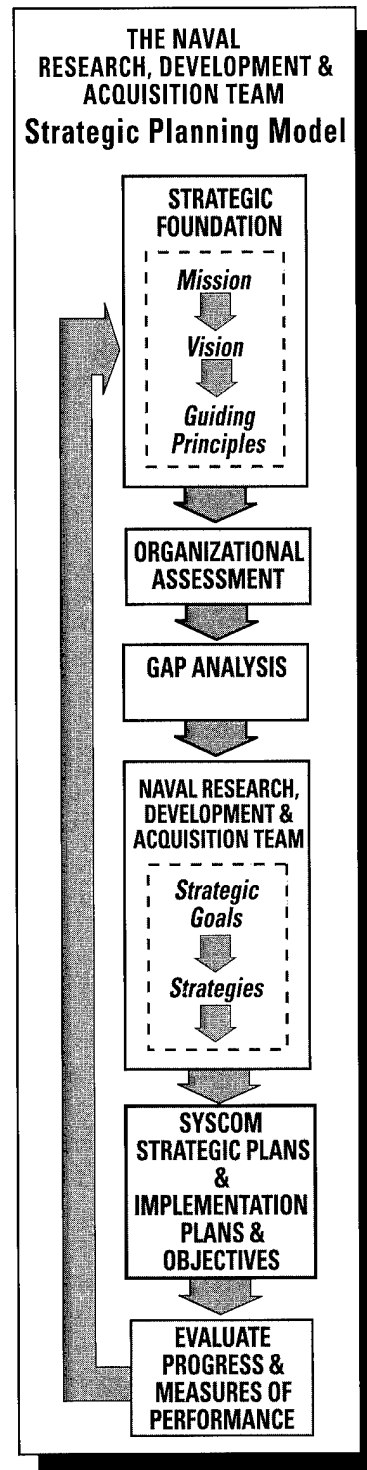 THE NAVAL
RESEARCH, DEVELOPMENT &
ACQUISITION TEAM
Strategic Planning Model
STRATEGIC
FOUNDATION
Mission
Vision
Guiding
Principles
ORGANIZATIONAL
ASSESSMENT
GAP ANALYSIS
NAVAL RESEARCH,
DEVELOPMENT &
ACQUISITION TEAM
Strategic
Goals
Strategies
SYSCOM
STRATEGIC PLANS
&
IMPLEMENTATION
PLANS &
OBJECTIVES
EVALUATE
PROGRESS &
MEASURES OF
PERFORMANCE